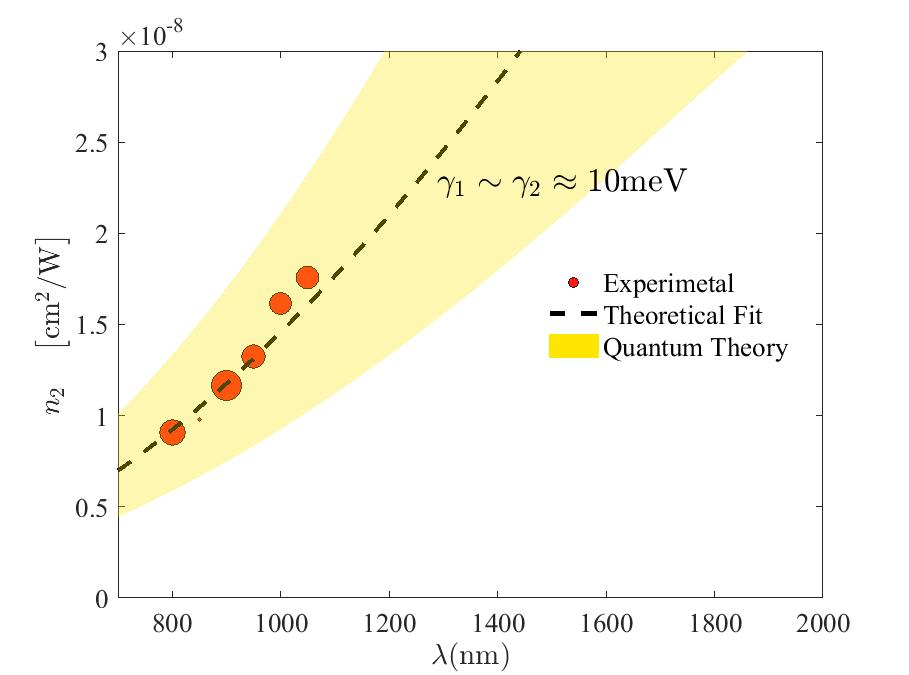 ×10⁻⁸
3
2.5
2
1.5
1
0.5
0
n₂ [cm²/W]
γ₁ ∼ γ₂ ≈ 10meV
Experimetal
Theoretical Fit
Quantum Theory
800 1000 1200 1400 1600 1800 2000
λ(nm)